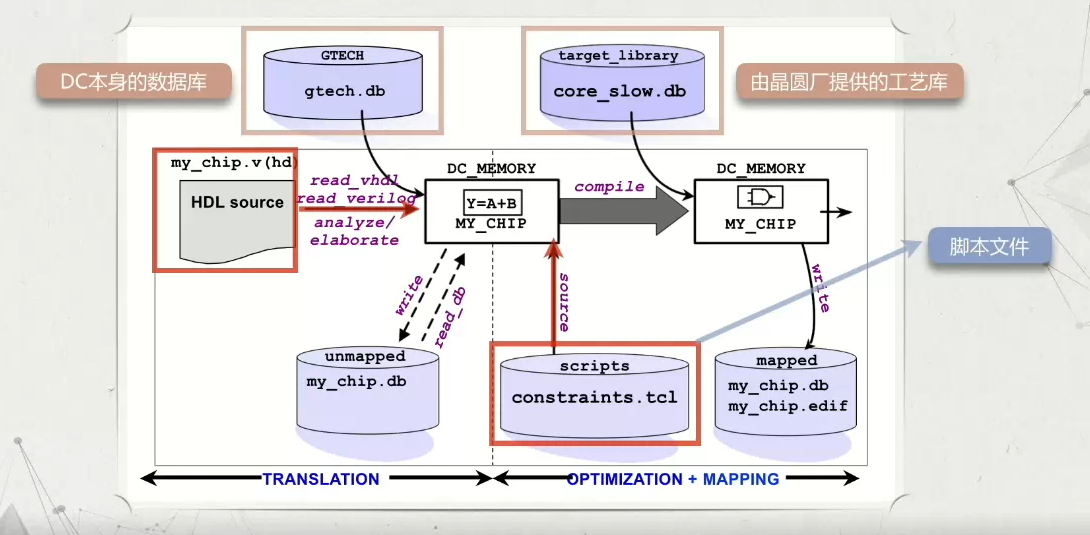 GTECH
gtech.db
target_library
core_slow.db
DC本身的数据库
由晶圆厂提供的工艺库
my_chip.v(hd)
HDL source
read_vhdl
read_verilog
analyze/
elaborate
DC_MEMORY
Y=A+B
MY_CHIP
compile
DC_MEMORY
MY_CHIP
脚本文件
write
read_db
source
write
unmapped
my_chip.db
scripts
constraints.tcl
mapped
my_chip.db
my_chip.edif
TRANSLATION
OPTIMIZATION + MAPPING